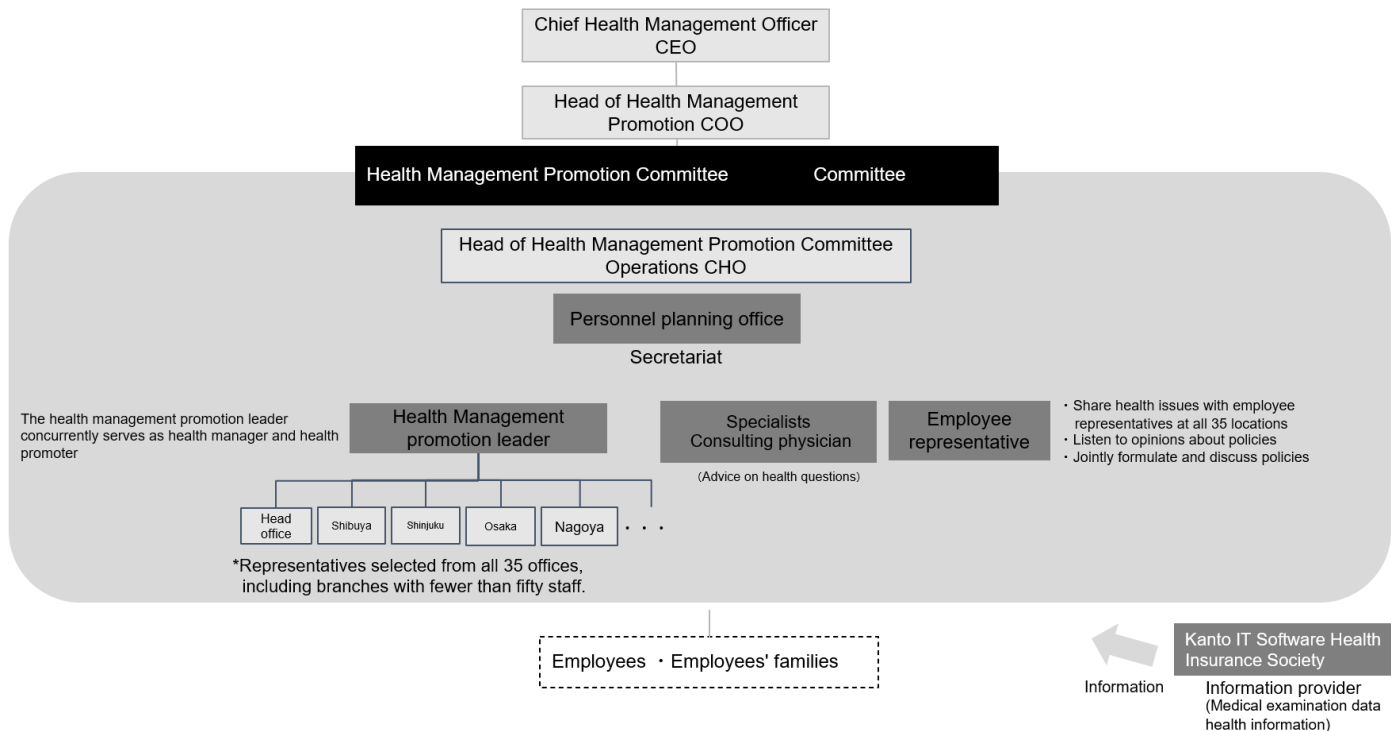 Chief Health Management Officer
CEO
Head of Health Management
Promotion COO
Health Management Promotion Committee Committee
Head of Health Management Promotion Committee
Operations CHO
Personnel planning office
Secretariat
The health management promotion leader
concurrently serves as health manager and health
promoter
Health Management
promotion leader
Specialists
Consulting physician
(Advice on health questions)
Employee
representative
・Share health issues with employee
representatives at all 35 locations
・Listen to opinions about policies
・Jointly formulate and discuss policies
Head
office
Shibuya
Shinjuku
Osaka
Nagoya
・・・
*Representatives selected from all 35 offices,
including branches with fewer than fifty staff.
Employees ・Employees' families
Information
Kanto IT Software Health
Insurance Society
Information provider
(Medical examination data
health information)